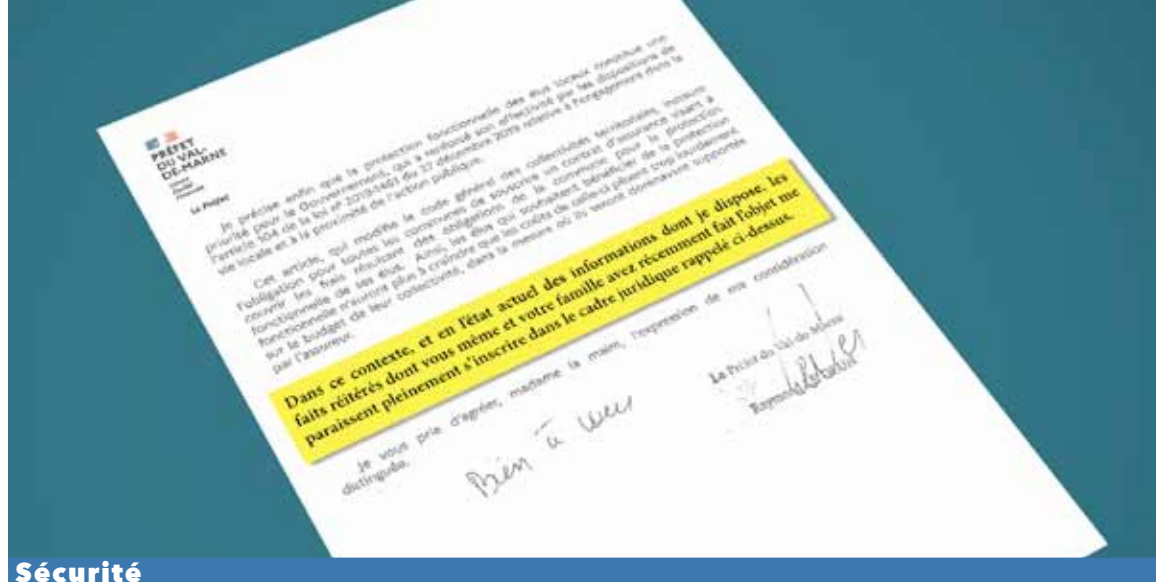 PRÉFET
DU VAL-
DE-MARNE
Le Préfet
Je précise enfin que la protection fonctionnelle des élus locaux constitue une
priorité pour le Gouvernement, qui a renforcé son effectivité par les dispositions de
l'article 104 de la loi n° 2019-1461 du 27 décembre 2019 relative à l'engagement dans la
vie locale et à la proximité de l'action publique.
Cet article, qui modifie le code général des collectivités territoriales, instaure
l'obligation pour toutes les communes de souscrire un contrat d'assurance visant à
couvrir les frais résultant des obligations de la commune pour la protection
fonctionnelle de ses élus. Ainsi, les élus qui souhaitent bénéficier de la protection
fonctionnelle n'auront plus à craindre que les coûts de celle-ci pèsent trop lourdement
sur le budget de leur collectivité, dans la mesure où ils seront dorénavant supportés
par l'assureur.
Dans ce contexte, et en l'état actuel des informations dont je dispose, les
faits réitérés dont vous même et votre famille avez récemment fait l'objet me
paraissent pleinement s'inscrire dans le cadre juridique rappelé ci-dessus.
Je vous prie d'agréer, madame la maire, l'expression de ma considération
distinguée.
Bien à vous
Le Préfet du Val-de-Marne
Raymond
Sécurité